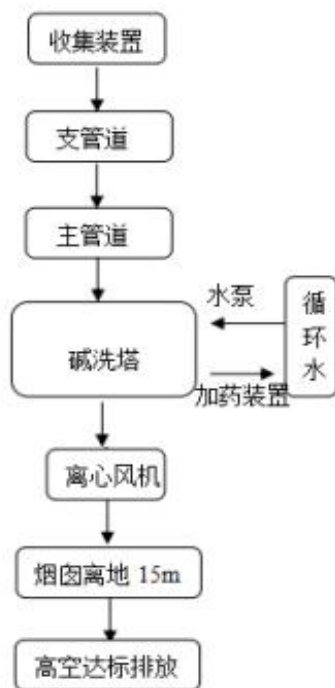 收集装置
支管道
主管道
水泵
循环水
碱洗塔
加药装置
离心风机
烟囱离地 15m
高空达标排放